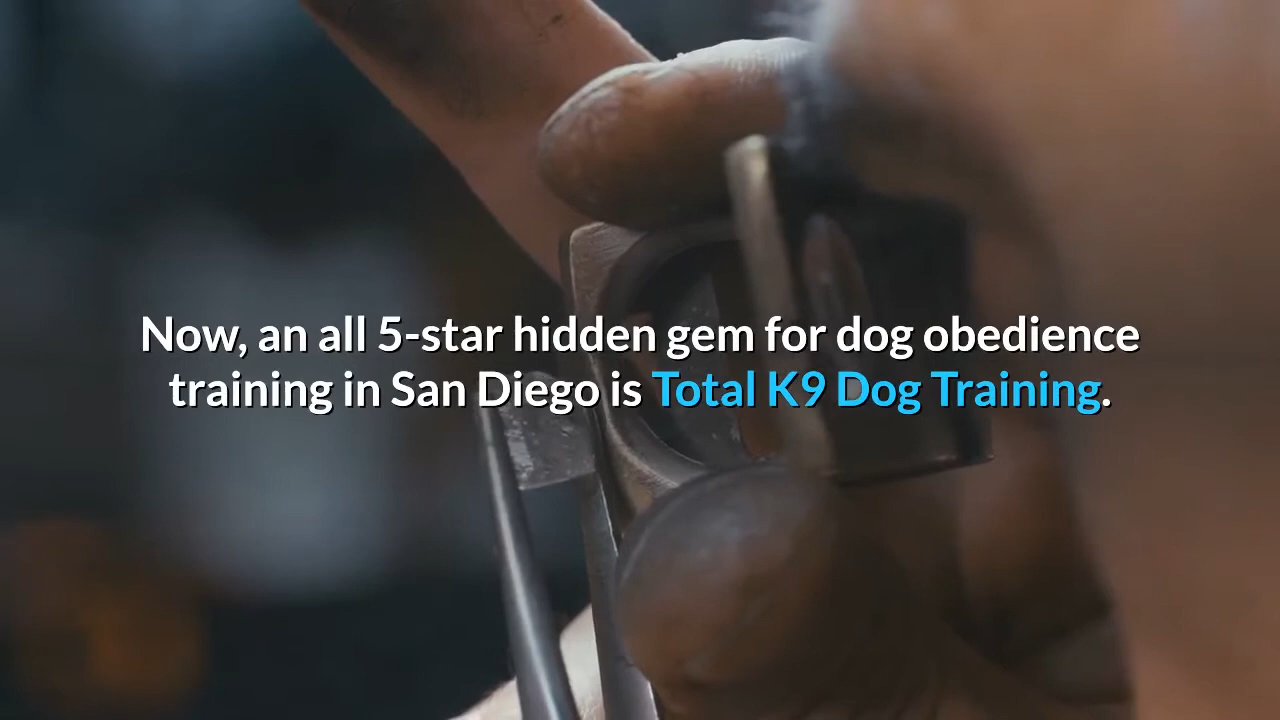 Now, an all 5-star hidden gem for dog obedience
training in San Diego is Total K9 Dog Training.